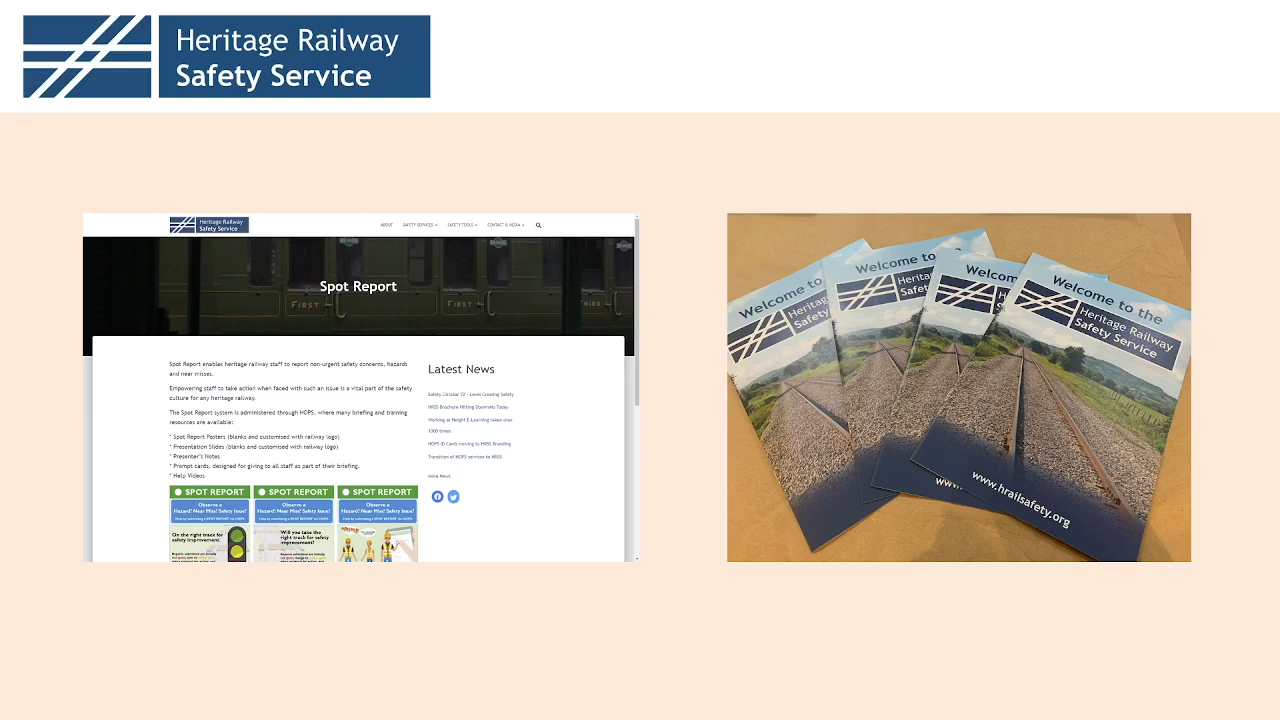 Heritage Railway
Safety Service
Heritage Railway
Safety Service
ABOUT
SAFETY SERVICES
SAFETY TOOLS
CONTACT & MEDIA
Spot Report
FIRST
FIRST
THIRD
Spot Report enables heritage railway staff to report non-urgent safety concerns, hazards
and near-misses.
Empowering staff to take action when faced with such an issue is a vital part of the safety
culture for any heritage railway.
The Spot Report system is administered through HOPS, where many briefing and training
resources are available:
* Spot Report Posters (blanks and customised with railway logo)
* Presentation Slides (blanks and customised with railway logo)
* Presenter's Notes
* Prompt cards, designed for giving to all staff as part of their briefing.
* Help Videos
Latest News
Safety Circular 72 - Level Crossing Safety
HRSS Brochure Hitting Doormats Today
Working at Height E-Learning taken over
1300 times
HOPS ID Cards moving to HRSS Branding
Transition of HOPS services to HRSS
More News
SPOT REPORT
Observe a
Hazard? Near Miss? Safety Issue?
On the right track for
safety improvement.
SPOT REPORT
Observe a
Hazard? Near Miss? Safety Issue?
Will you take the
right track for safety
improvement?
SPOT REPORT
Observe a
Hazard? Near Miss? Safety Issue?
Welcome to
Heritage
Safety
Welcome to
Heritage
Safety
Welcome
Heritage
Safety
www
Welcome to the
Heritage Railway
Safety Service
www.hrailsafety.org